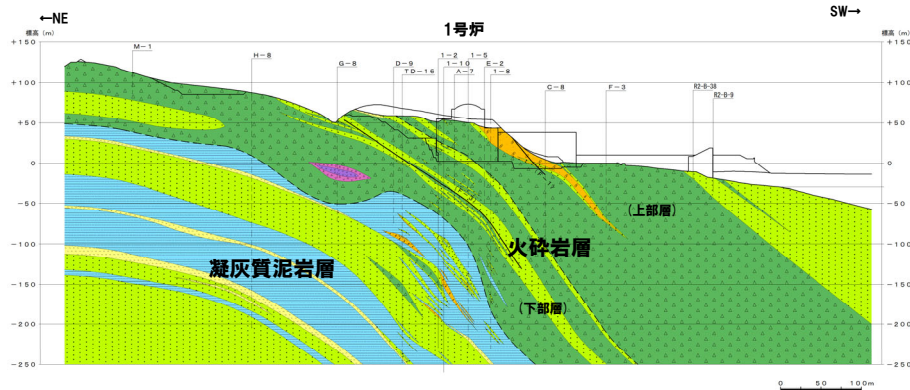 ←NE
SW→
1号炉
標高(m)
標高(m)
M-1
H-8
G-8
D-9
1-2
1-5
TD-16
1-10
A-7
E-2
1-8
C-8
F-3
R2-B-38
R2-B-9
+150
+150
+100
+100
+50
+50
0
0
-50
-50
-100
-100
-150
-150
-200
-200
-250
-250
(上部層)
火砕岩層
凝灰質泥岩層
(下部層)
0 50 100m